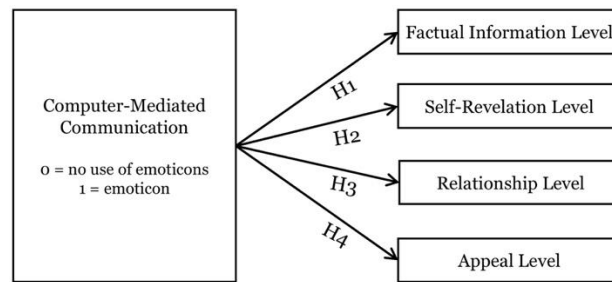 Computer-Mediated
Communication
0 = no use of emoticons
1 = emoticon
H1
H2
H3
H4
Factual Information Level
Self-Revelation Level
Relationship Level
Appeal Level